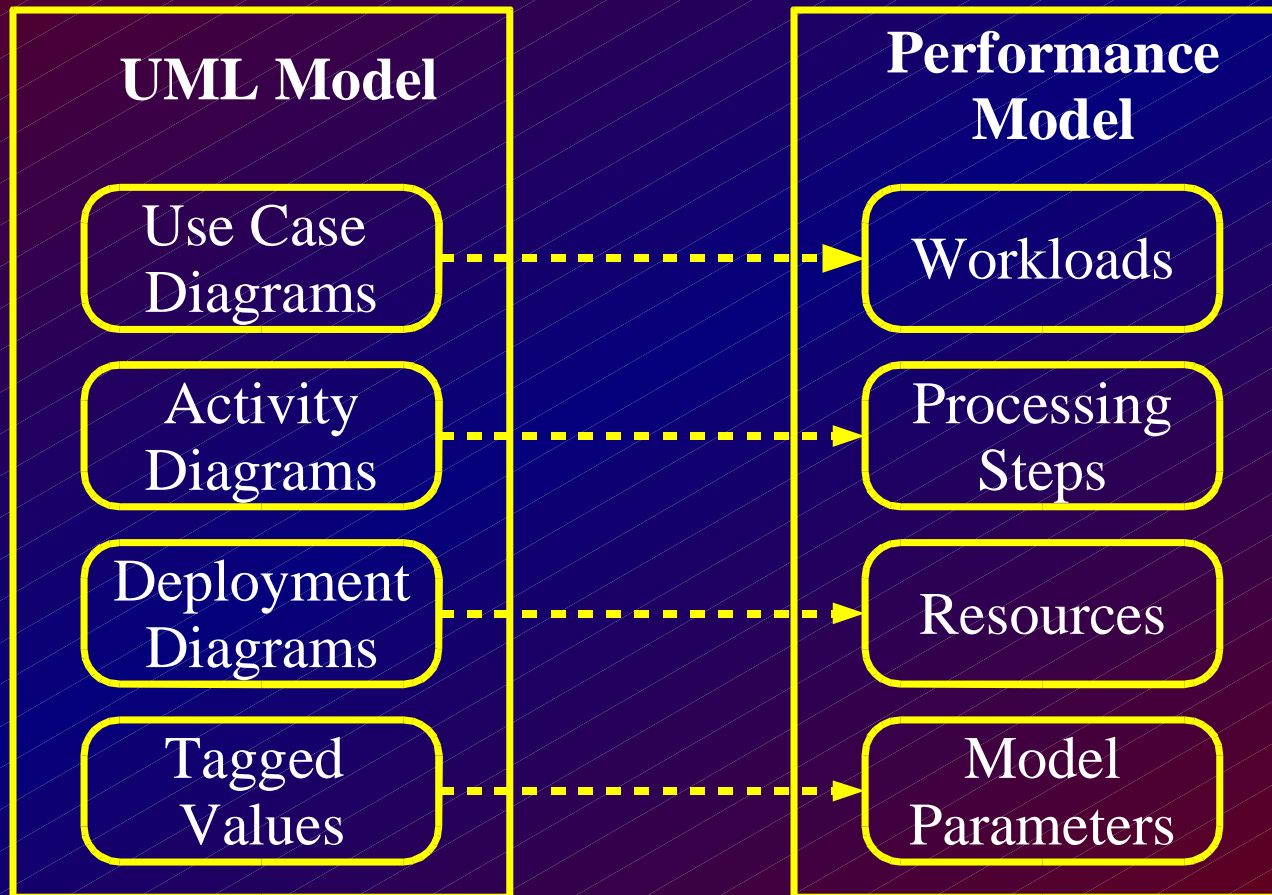 UML Model
Use Case
Diagrams
Activity
Diagrams
Deployment
Diagrams
Tagged
Values
Performance
Model
Workloads
Processing
Steps
Resources
Model
Parameters